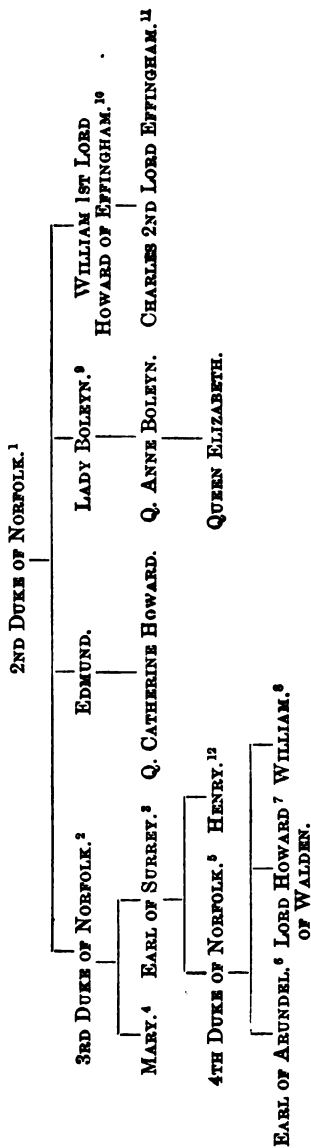 2ND DUKE OF NORFOLK.¹
3RD DUKE OF NORFOLK.² EDMUND. LADY BOLEYN.⁹ WILLIAM 1ST LORD
HOWARD OF EFFINGHAM.¹⁰
MARY.⁴ EARL OF SURREY.³ Q. CATHERINE HOWARD. Q. ANNE BOLEYN. CHARLES 2ND LORD EFFINGHAM.¹¹
4TH DUKE OF NORFOLK.⁵ HENRY.¹² QUEEN ELIZABETH.
EARL OF ARUNDEL.⁶ LORD HOWARD⁷ WILLIAM.⁸
OF WALDEN.